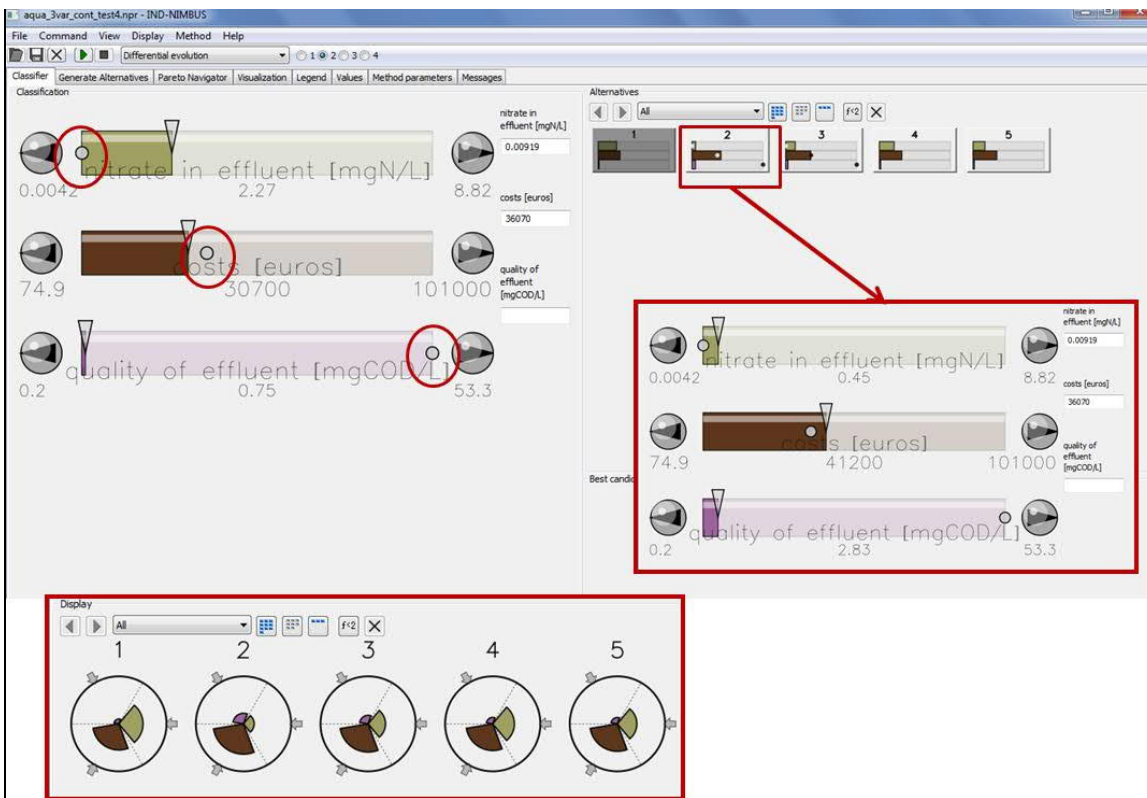 aqua_3var_cont_test4.npr - IND-NIMBUS
File Command View Display Method Help
Differential evolution 1 2 3 4
Classifier Generate Alternatives Pareto Navigator Visualization Legend Values Method parameters Messages
Classification
nitrate in effluent [mgN/L]
0.0042 2.27 8.82
costs [euros]
74.9 30700 101000
quality of effluent [mgCOD/L]
0.2 0.75 53.3
nitrate in
effluent [mgN/L]
0.00919
costs [euros]
36070
quality of
effluent
[mgCOD/L]
Alternatives
All f<2
1 2 3 4 5
nitrate in effluent [mgN/L]
0.0042 0.45 8.82
costs [euros]
74.9 41200 101000
quality of effluent [mgCOD/L]
0.2 2.83 53.3
nitrate in
effluent [mgN/L]
0.00919
costs [euros]
36070
quality of
effluent
[mgCOD/L]
Best candid
Display
All f<2
1 2 3 4 5